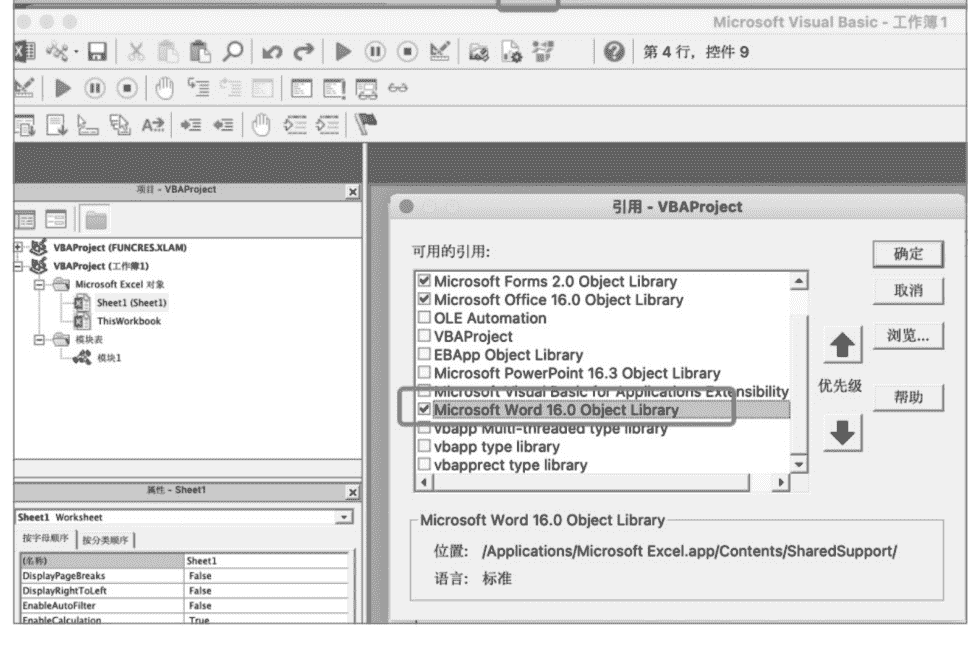 Microsoft Visual Basic - 工作簿1
第 4 行，控件 9
项目 - VBAProject
VBAProject (FUNCRES.XLAM)
VBAProject (工作簿1)
Microsoft Excel 对象
Sheet1 (Sheet1)
ThisWorkbook
模块表
模块1
属性 - Sheet1
Sheet1 Worksheet
按字母顺序 按分类顺序
(名称) Sheet1
DisplayPageBreaks False
DisplayRightToLeft False
EnableAutoFilter False
EnableCalculation True
引用 - VBAProject
可用的引用:
Microsoft Forms 2.0 Object Library
Microsoft Office 16.0 Object Library
OLE Automation
VBAProject
EBApp Object Library
Microsoft PowerPoint 16.3 Object Library
Microsoft Visual Basic for Applications Extensibility
Microsoft Word 16.0 Object Library
vbapp Multi-threaded type library
vbapp type library
vbapprect type library
优先级
确定
取消
浏览...
帮助
Microsoft Word 16.0 Object Library
位置: /Applications/Microsoft Excel.app/Contents/SharedSupport/
语言: 标准